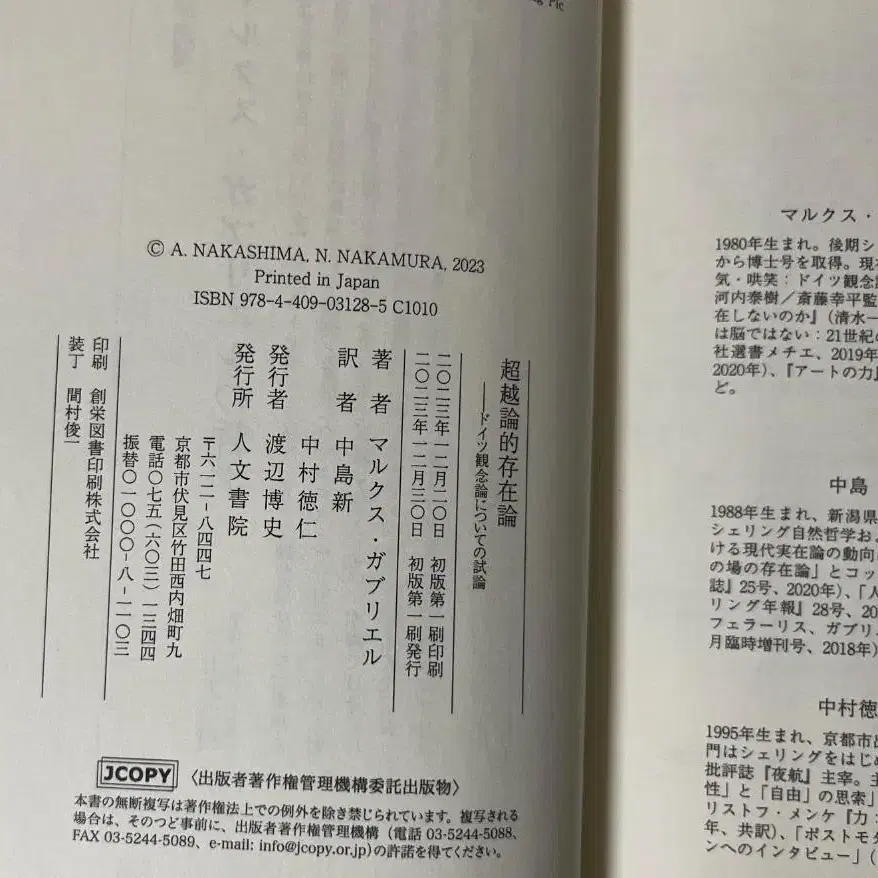 © A. NAKASHIMA, N. NAKAMURA, 2023
Printed in Japan
ISBN 978-4-409-03128-5 C1010
超越論的存在論
――ドイツ観念論についての試論
二〇二三年一二月二〇日 初版第一刷印刷
二〇二三年一二月三〇日 初版第一刷発行
著者 マルクス・ガブリエル
訳者 中島新
中村徳仁
発行者 渡辺博史
発行所 人文書院
〒六一二-八四四七
京都市伏見区竹田西内畑町九
電話〇七五(六〇三)一三四四
振替〇一〇〇〇-八-一一〇三
印刷 創栄図書印刷株式会社
装丁 間村俊一
JCOPY 〈出版者著作権管理機構委託出版物〉
本書の無断複写は著作権法上での例外を除き禁じられています。複写される
場合は、そのつど事前に、出版者著作権管理機構(電話 03-5244-5088、
FAX 03-5244-5089、e-mail: info@jcopy.or.jp)の許諾を得てください。
マルクス・
1980年生まれ。後期シ
から博士号を取得。現在
気・哄笑：ドイツ観念論
河内泰樹／斎藤幸平監
在しないのか』(清水一
は脳ではない：21世紀の
社選書メチエ、2019年
2020年)、『アートの力』
ど。
中島
1988年生まれ、新潟県
シェリング自然哲学お
ける現代実在論の動向
の場の存在論」とコッ
誌』25号、2020年)、「人
リング年報』28号、20
フェラーリス、ガブリ
月臨時増刊号、2018年)
中村徳
1995年生まれ、京都市出
門はシェリングをはじめ
批評誌『夜航』主宰。主
性」と「自由」の思索」
リストフ・メンケ『力：
年、共訳)、「ポストモダ
ンへのインタビュー」(